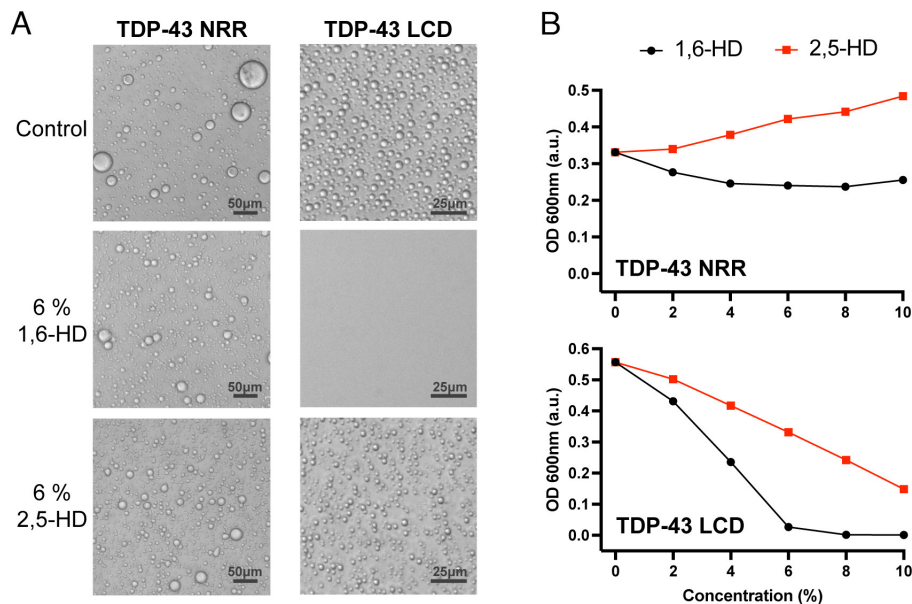 A
TDP-43 NRR
TDP-43 LCD
Control
50µm
25µm
6 %
1,6-HD
50µm
25µm
6 %
2,5-HD
50µm
25µm
B
1,6-HD
2,5-HD
OD 600nm (a.u.)
0.5
0.4
0.3
0.2
0.1
0.0
TDP-43 NRR
0 2 4 6 8 10
OD 600nm (a.u.)
0.6
0.5
0.4
0.3
0.2
0.1
0.0
TDP-43 LCD
0 2 4 6 8 10
Concentration (%)